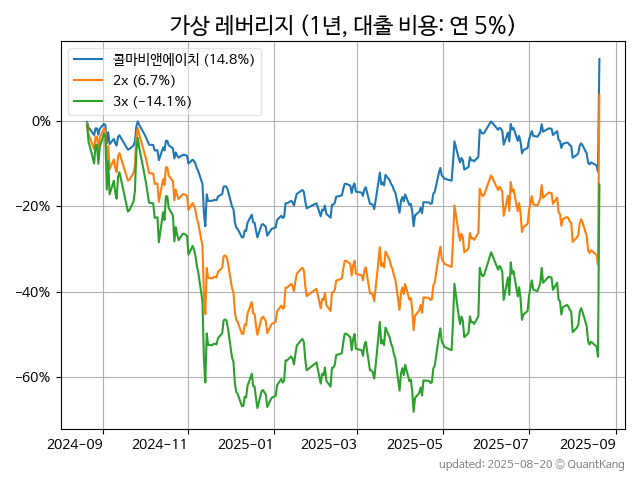 가상 레버리지 (1년, 대출 비용: 연 5%)
콜마비앤에이치 (14.8%)
2x (6.7%)
3x (−14.1%)
0%
−20%
−40%
−60%
2024-09
2024-11
2025-01
2025-03
2025-05
2025-07
2025-09
updated: 2025-08-20 © QuantKang